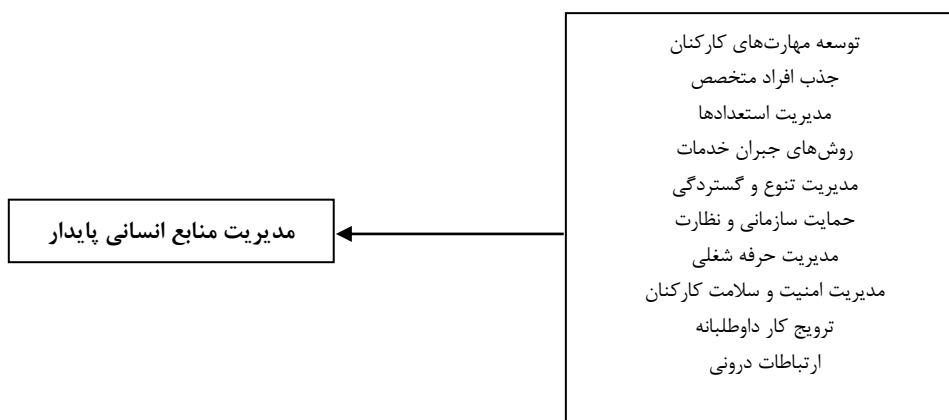 توسعه مهارت‌های کارکنان
جذب افراد متخصص
مدیریت استعدادها
روش‌های جبران خدمات
مدیریت تنوع و گستردگی
حمایت سازمانی و نظارت
مدیریت حرفه شغلی
مدیریت امنیت و سلامت کارکنان
ترویج کار داوطلبانه
ارتباطات درونی
مدیریت منابع انسانی پایدار